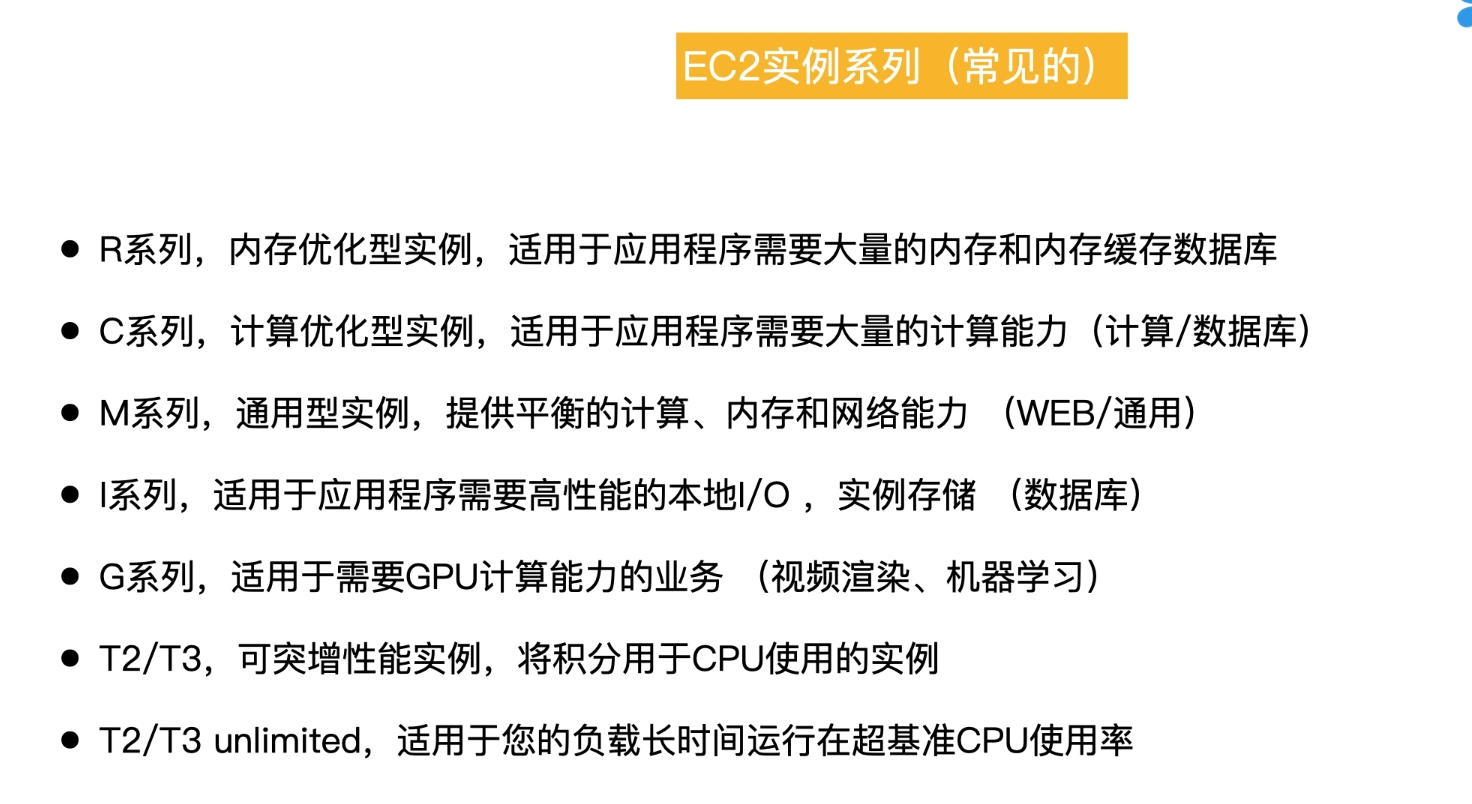 EC2实例系列（常见的）
● R系列，内存优化型实例，适用于应用程序需要大量的内存和内存缓存数据库
● C系列，计算优化型实例，适用于应用程序需要大量的计算能力（计算/数据库）
● M系列，通用型实例，提供平衡的计算、内存和网络能力 （WEB/通用）
● I系列，适用于应用程序需要高性能的本地I/O ，实例存储 （数据库）
● G系列，适用于需要GPU计算能力的业务 （视频渲染、机器学习）
● T2/T3，可突增性能实例，将积分用于CPU使用的实例
● T2/T3 unlimited，适用于您的负载长时间运行在超基准CPU使用率